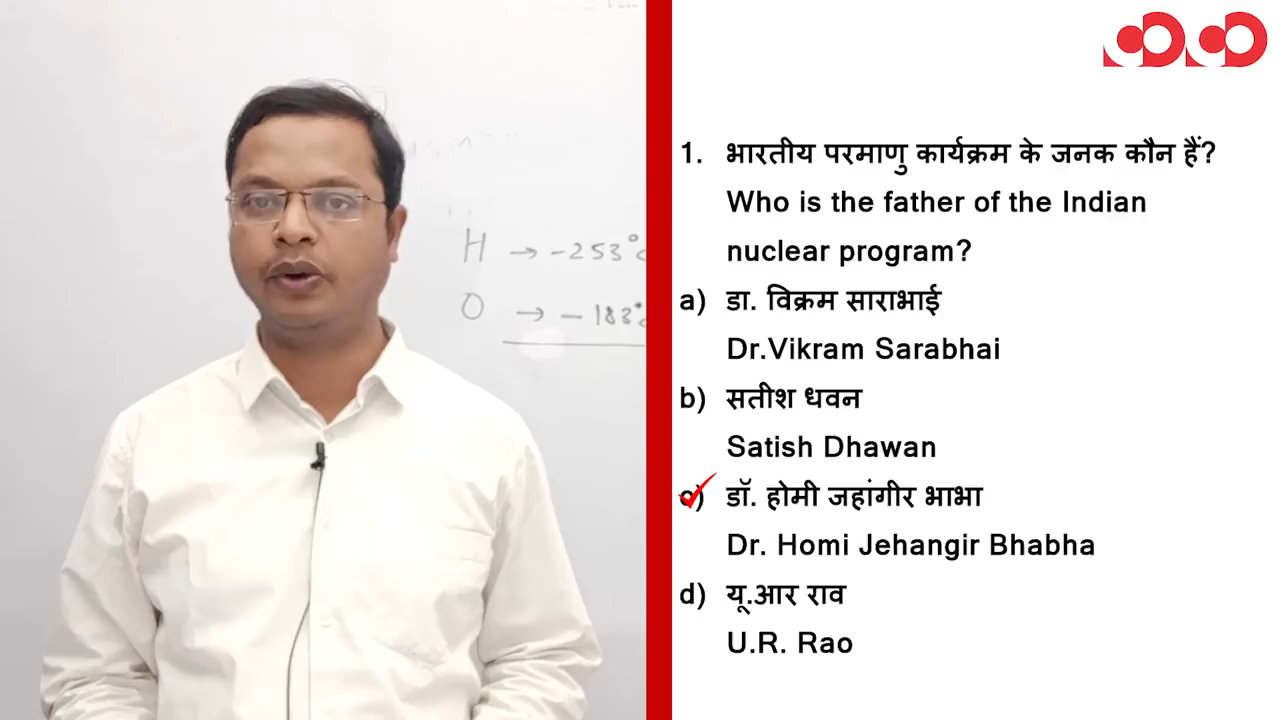 H → -253°c
O → - 183°c
1. भारतीय परमाणु कार्यक्रम के जनक कौन हैं?
Who is the father of the Indian
nuclear program?
a) डा. विक्रम साराभाई
Dr.Vikram Sarabhai
b) सतीश धवन
Satish Dhawan
c) डॉ. होमी जहांगीर भाभा
Dr. Homi Jehangir Bhabha
d) यू.आर राव
U.R. Rao